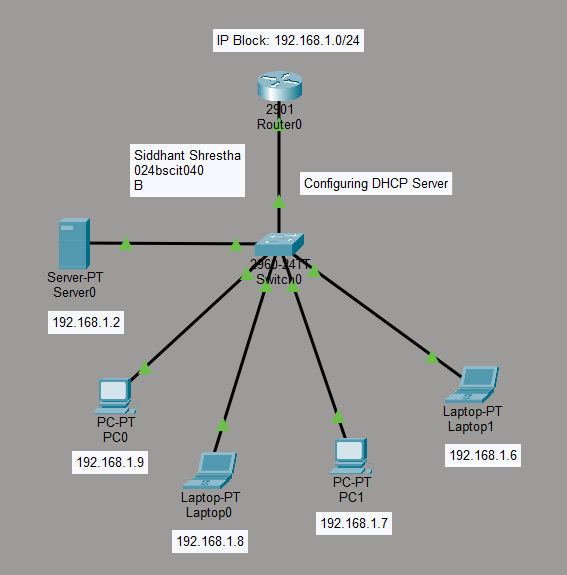 IP Block: 192.168.1.0/24
2901
Router0
Siddhant Shrestha
024bscit040
B
Configuring DHCP Server
2960-24TT
Switch0
Server-PT
Server0
192.168.1.2
PC-PT
PC0
192.168.1.9
Laptop-PT
Laptop0
192.168.1.8
PC-PT
PC1
192.168.1.7
Laptop-PT
Laptop1
192.168.1.6